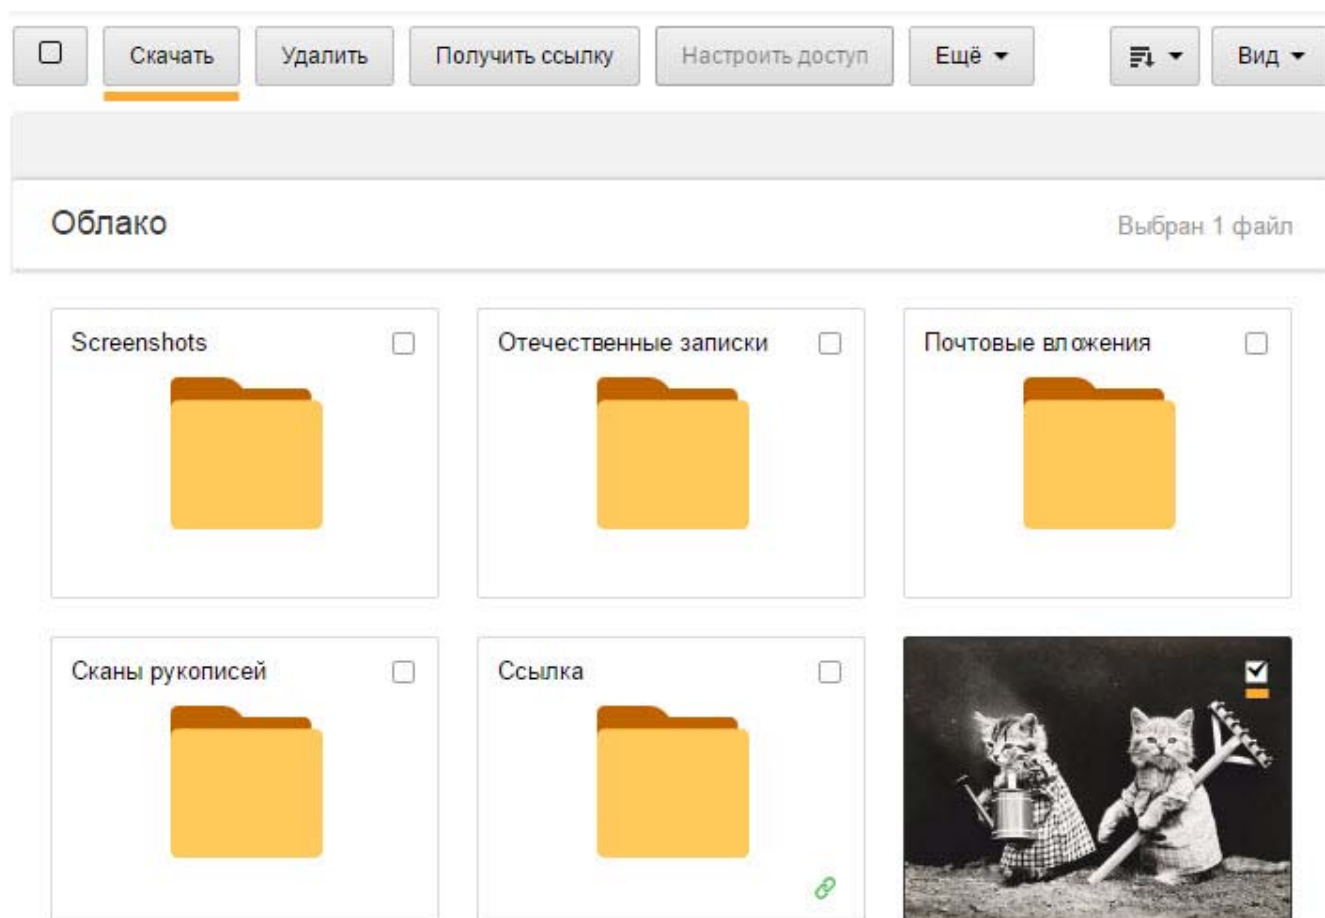 Скачать Удалить Получить ссылку Настроить доступ Ещё Вид
Облако Выбран 1 файл
Screenshots Отечественные записки Почтовые вложения
Сканы рукописей Ссылка